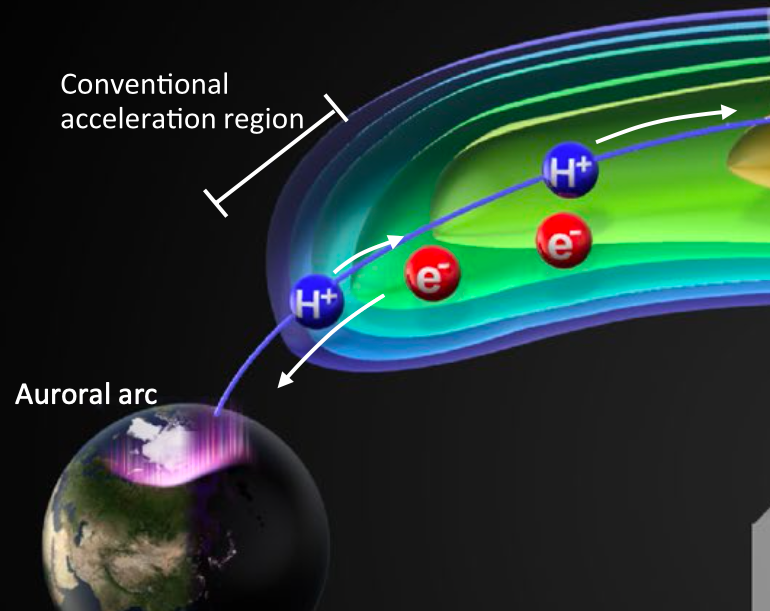 Conventional
acceleration region
H⁺
e⁻
e⁻
H⁺
Auroral arc